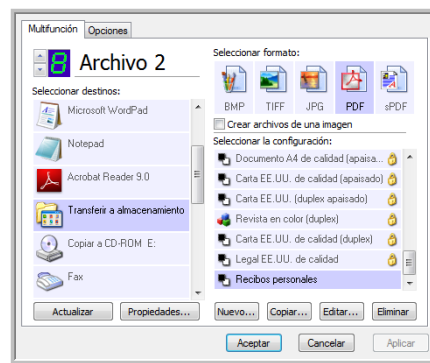 Multifunción Opciones
8 Archivo 2
Seleccionar destinos:
Microsoft WordPad
Notepad
Acrobat Reader 9.0
Transferir a almacenamiento
Copiar a CD-ROM E:
Fax
Actualizar Propiedades...
Seleccionar formato:
BMP TIFF JPG PDF sPDF
Crear archivos de una imagen
Seleccionar la configuración:
Documento A4 de calidad (apaisa...
Carta EE.UU. de calidad (apaisado)
Carta EE.UU. (duplex apaisado)
Revista en color (duplex)
Carta EE.UU. de calidad (duplex)
Legal EE.UU. de calidad
Recibos personales
Nuevo... Copiar... Editar... Eliminar
Aceptar Cancelar Aplicar